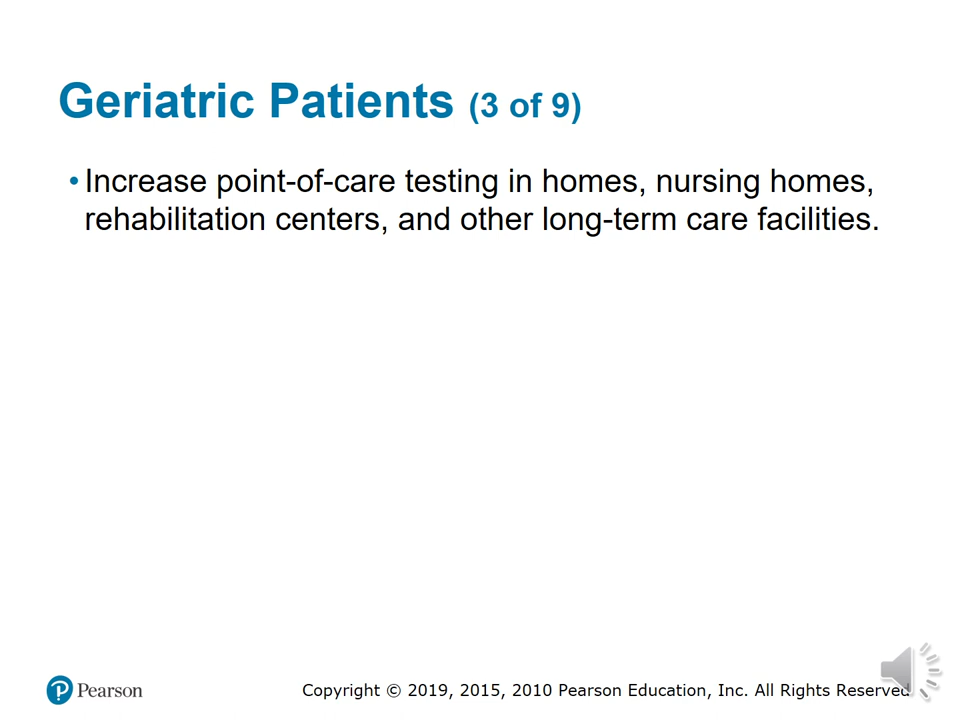 Geriatric Patients (3 of 9)
• Increase point-of-care testing in homes, nursing homes,
rehabilitation centers, and other long-term care facilities.
Pearson
Copyright © 2019, 2015, 2010 Pearson Education, Inc. All Rights Reserved